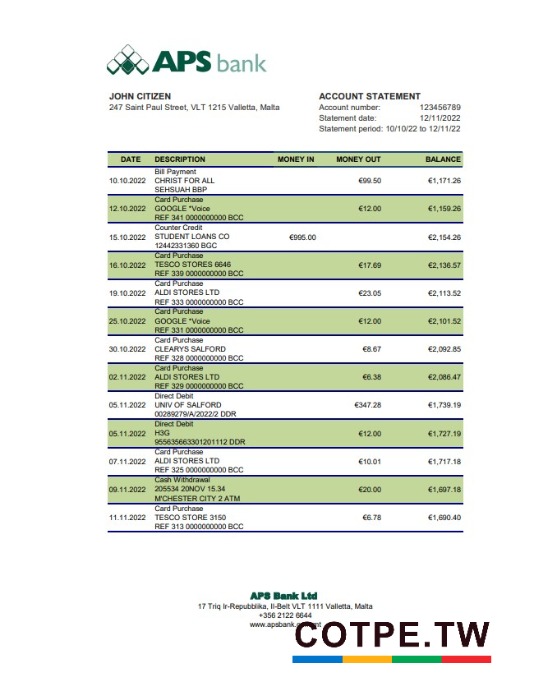 APS bank
JOHN CITIZEN
247 Saint Paul Street, VLT 1215 Valletta, Malta
ACCOUNT STATEMENT
Account number: 123456789
Statement date: 12/11/2022
Statement period: 10/10/22 to 12/11/22
DATE DESCRIPTION MONEY IN MONEY OUT BALANCE
Bill Payment
10.10.2022 CHRIST FOR ALL €99.50 €1,171.26
SEHSUAH BBP
Card Purchase
12.10.2022 GOOGLE *Voice €12.00 €1,159.26
REF 341 0000000000 BCC
Counter Credit
15.10.2022 STUDENT LOANS CO €995.00 €2,154.26
12442331360 BGC
Card Purchase
16.10.2022 TESCO STORES 6646 €17.69 €2,136.57
REF 339 0000000000 BCC
Card Purchase
19.10.2022 ALDI STORES LTD €23.05 €2,113.52
REF 333 0000000000 BCC
Card Purchase
25.10.2022 GOOGLE *Voice €12.00 €2,101.52
REF 331 0000000000 BCC
Card Purchase
30.10.2022 CLEARYS SALFORD €8.67 €2,092.85
REF 328 0000000000 BCC
Card Purchase
02.11.2022 ALDI STORES LTD €6.38 €2,086.47
REF 329 0000000000 BCC
Direct Debit
05.11.2022 UNIV OF SALFORD €347.28 €1,739.19
00289279/A/2022/2 DDR
Direct Debit
05.11.2022 H3G €12.00 €1,727.19
955635663301201112 DDR
Card Purchase
07.11.2022 ALDI STORES LTD €10.01 €1,717.18
REF 325 0000000000 BCC
Cash Withdrawal
09.11.2022 205534 20NOV 15.34 €20.00 €1,697.18
M'CHESTER CITY 2 ATM
Card Purchase
11.11.2022 TESCO STORE 3150 €6.78 €1,690.40
REF 313 0000000000 BCC
APS Bank Ltd
17 Triq Ir-Repubblika, Il-Belt VLT 1111 Valletta, Malta
+356 2122 6644
COTPE.TW